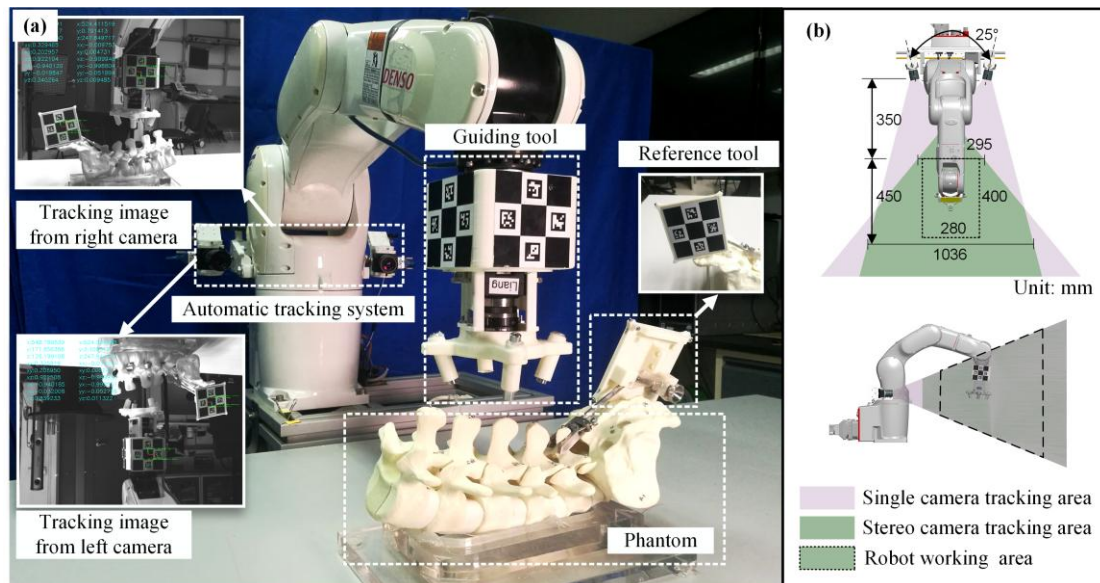 (a)
DENSO
Guiding tool
Reference tool
Tracking image
from right camera
Automatic tracking system
Liang
Tracking image
from left camera
Phantom
(b)
25°
350
295
450
400
280
1036
Unit: mm
Single camera tracking area
Stereo camera tracking area
Robot working area